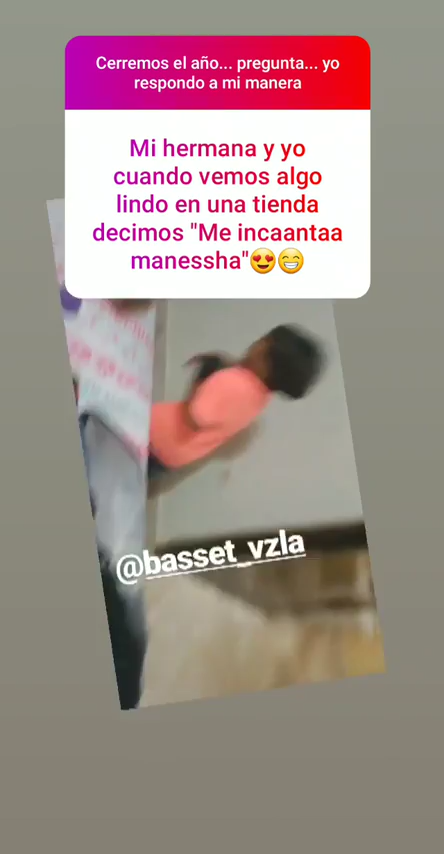 Cerremos el año... pregunta... yo
respondo a mi manera
Mi hermana y yo
cuando vemos algo
lindo en una tienda
decimos "Me incaantaa
manessha"😍😁
@basset_vzla